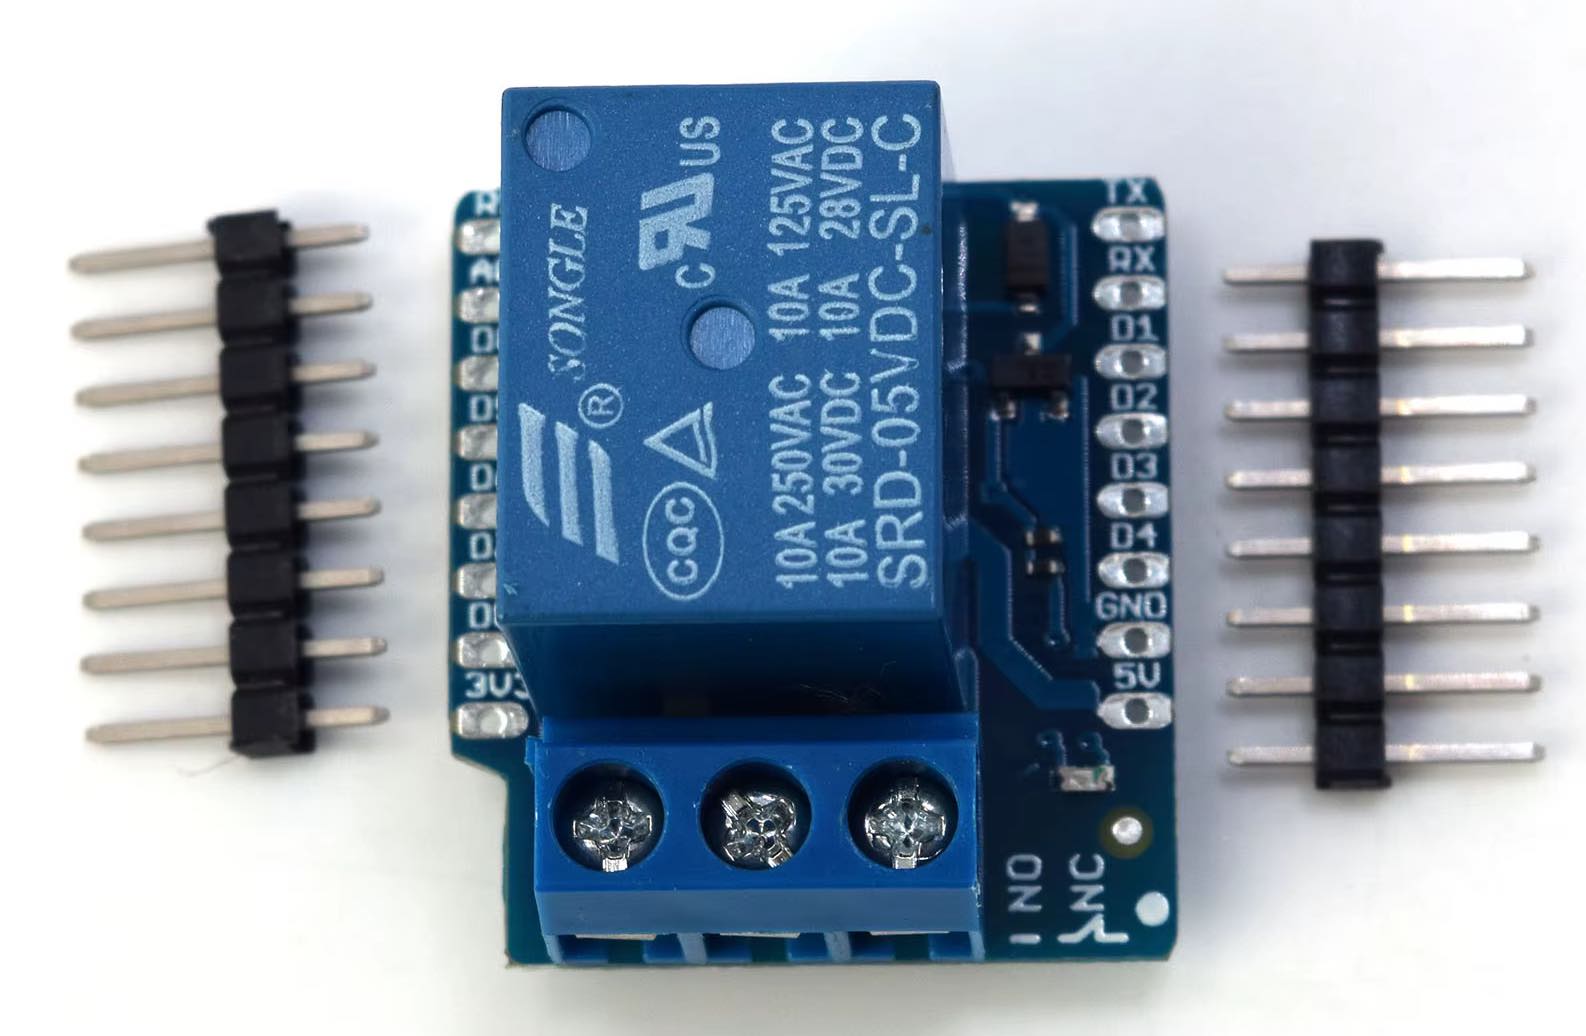 SONGLE
®
C US
CQC
10A 250VAC 10A 125VAC
10A 30VDC 10A 28VDC
SRD-05VDC-SL-C
3V3
TX
RX
D1
D2
D3
D4
GND
5V
NO
NC